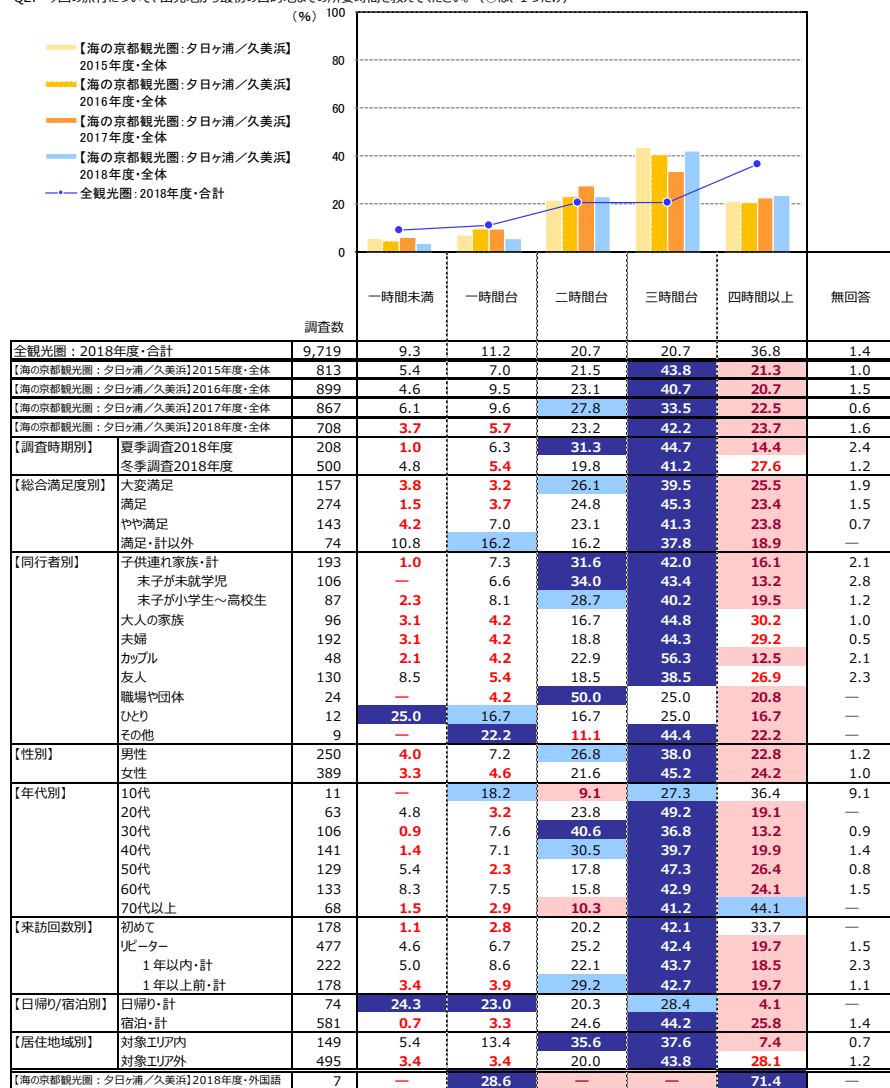 (%)
100
80
60
40
20
0
【海の京都観光圏:夕日ヶ浦/久美浜】
2015年度・全体
【海の京都観光圏:夕日ヶ浦/久美浜】
2016年度・全体
【海の京都観光圏:夕日ヶ浦/久美浜】
2017年度・全体
【海の京都観光圏:夕日ヶ浦/久美浜】
2018年度・全体
全観光圏:2018年度・合計
調査数 一時間未満 一時間台 二時間台 三時間台 四時間以上 無回答
全観光圏:2018年度・合計 9,719 9.3 11.2 20.7 20.7 36.8 1.4
【海の京都観光圏:夕日ヶ浦/久美浜】2015年度・全体 813 5.4 7.0 21.5 43.8 21.3 1.0
【海の京都観光圏:夕日ヶ浦/久美浜】2016年度・全体 899 4.6 9.5 23.1 40.7 20.7 1.5
【海の京都観光圏:夕日ヶ浦/久美浜】2017年度・全体 867 6.1 9.6 27.8 33.5 22.5 0.6
【海の京都観光圏:夕日ヶ浦/久美浜】2018年度・全体 708 3.7 5.7 23.2 42.2 23.7 1.6
【調査時期別】 夏季調査2018年度 208 1.0 6.3 31.3 44.7 14.4 2.4
冬季調査2018年度 500 4.8 5.4 19.8 41.2 27.6 1.2
【総合満足度別】 大変満足 157 3.8 3.2 26.1 39.5 25.5 1.9
満足 274 1.5 3.7 24.8 45.3 23.4 1.5
やや満足 143 4.2 7.0 23.1 41.3 23.8 0.7
満足・計以外 74 10.8 16.2 16.2 37.8 18.9 —
【同行者別】 子供連れ家族・計 193 1.0 7.3 31.6 42.0 16.1 2.1
末子が未就学児 106 — 6.6 34.0 43.4 13.2 2.8
末子が小学生~高校生 87 2.3 8.1 28.7 40.2 19.5 1.2
大人の家族 96 3.1 4.2 16.7 44.8 30.2 1.0
夫婦 192 3.1 4.2 18.8 44.3 29.2 0.5
カップル 48 2.1 4.2 22.9 56.3 12.5 2.1
友人 130 8.5 5.4 18.5 38.5 26.9 2.3
職場や団体 24 — 4.2 50.0 25.0 20.8 —
ひとり 12 25.0 16.7 16.7 25.0 16.7 —
その他 9 — 22.2 11.1 44.4 22.2 —
【性別】 男性 250 4.0 7.2 26.8 38.0 22.8 1.2
女性 389 3.3 4.6 21.6 45.2 24.2 1.0
【年代別】 10代 11 — 18.2 9.1 27.3 36.4 9.1
20代 63 4.8 3.2 23.8 49.2 19.1 —
30代 106 0.9 7.6 40.6 36.8 13.2 0.9
40代 141 1.4 7.1 30.5 39.7 19.9 1.4
50代 129 5.4 2.3 17.8 47.3 26.4 0.8
60代 133 8.3 7.5 15.8 42.9 24.1 1.5
70代以上 68 1.5 2.9 10.3 41.2 44.1 —
【来訪回数別】 初めて 178 1.1 2.8 20.2 42.1 33.7 —
リピーター 477 4.6 6.7 25.2 42.4 19.7 1.5
1年以内・計 222 5.0 8.6 22.1 43.7 18.5 2.3
1年以上前・計 178 3.4 3.9 29.2 42.7 19.7 1.1
【日帰り/宿泊別】 日帰り・計 74 24.3 23.0 20.3 28.4 4.1 —
宿泊・計 581 0.7 3.3 24.6 44.2 25.8 1.4
【居住地域別】 対象エリア内 149 5.4 13.4 35.6 37.6 7.4 0.7
対象エリア外 495 3.4 3.4 20.0 43.8 28.1 1.2
【海の京都観光圏:夕日ヶ浦/久美浜】2018年度・外国語 7 — 28.6 — — 71.4 —